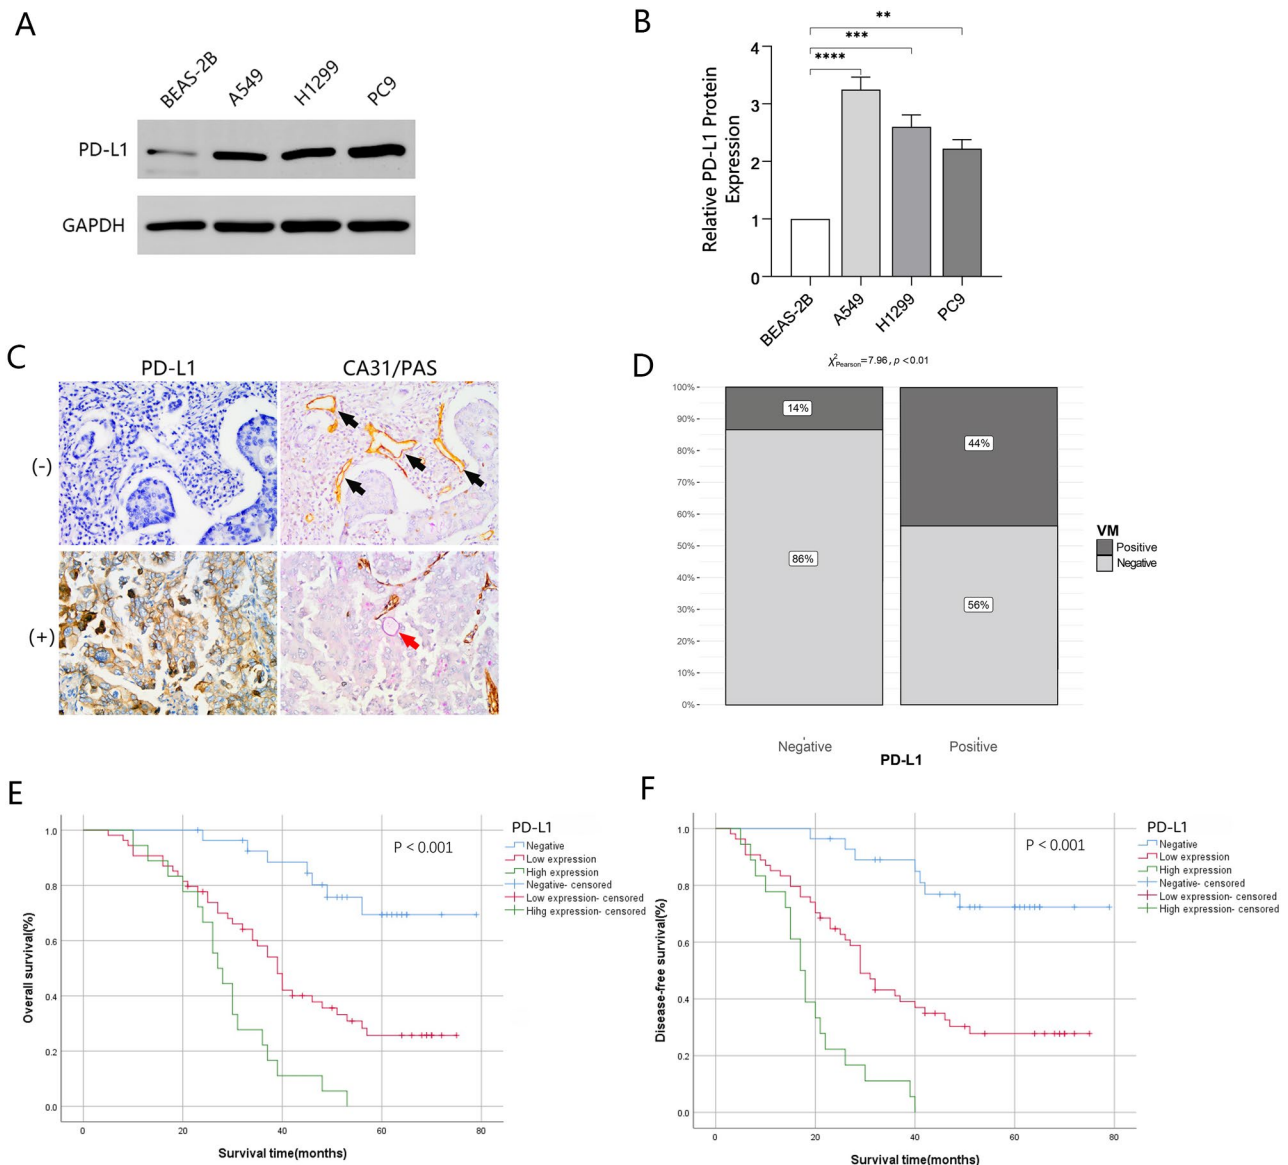 A
BEAS-2B
A549
H1299
PC9
PD-L1
GAPDH
B
Relative PD-L1 Protein
Expression
4
3
2
1
0
**
***
****
BEAS-2B
A549
H1299
PC9
C
PD-L1
CA31/PAS
(-)
(+)
D
χ²Pearson=7.96, p <0.01
100%
90%
80%
70%
60%
50%
40%
30%
20%
10%
0%
14%
86%
44%
56%
Negative
Positive
PD-L1
VM
Positive
Negative
E
Overall survival(%)
1.0
0.8
0.6
0.4
0.2
0.0
0
20
40
60
80
Survival time(months)
P < 0.001
PD-L1
Negative
Low expression
High expression
Negative- censored
Low expression- censored
Hihg expression- censored
F
Disease-free survival(%)
1.0
0.8
0.6
0.4
0.2
0.0
0
20
40
60
80
Survival time(months)
P < 0.001
PD-L1
Negative
Low expression
High expression
Negative- censored
Low expression- censored
High expression- censored